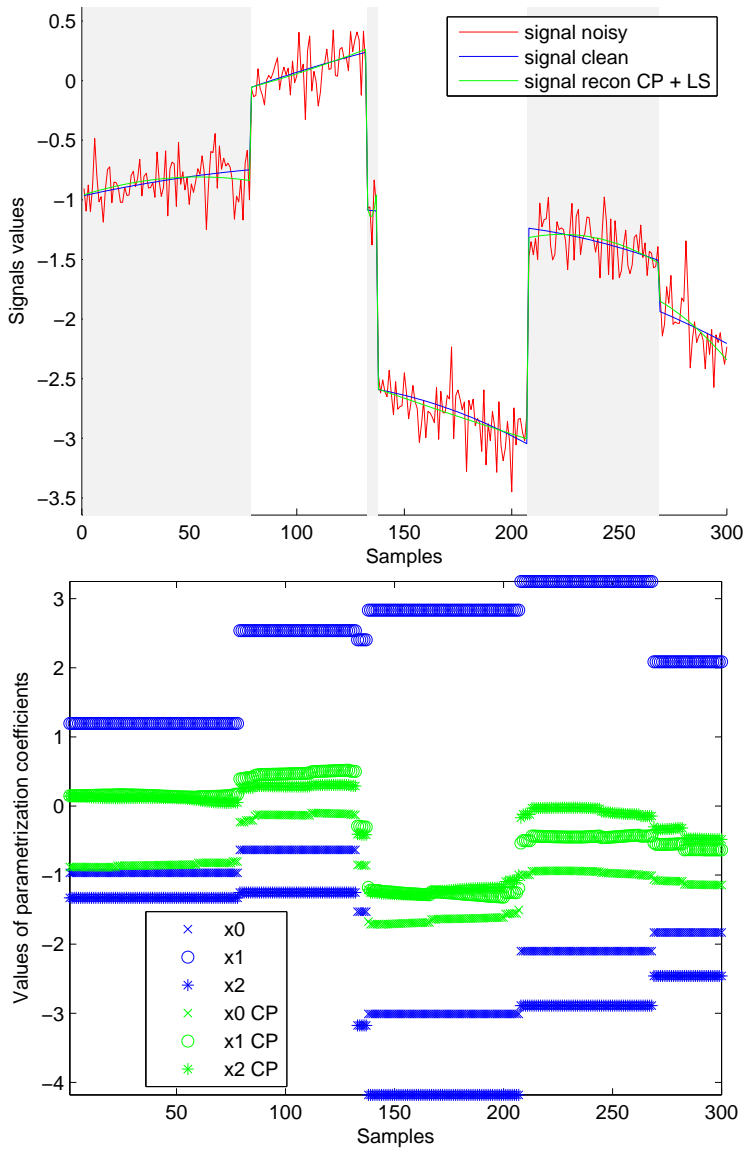 0.5
0
−0.5
−1
−1.5
−2
−2.5
−3
−3.5
Signals values
signal noisy
signal clean
signal recon CP + LS
0 50 100 150 200 250 300
Samples
3
2
1
0
−1
−2
−3
−4
Values of parametrization coefficients
x0
x1
x2
x0 CP
x1 CP
x2 CP
50 100 150 200 250 300
Samples